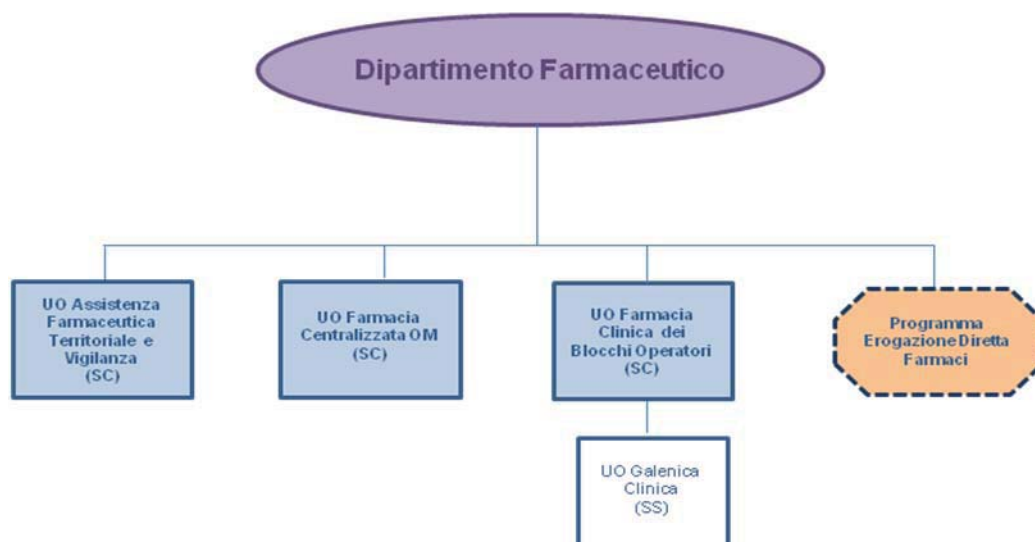 Dipartimento Farmaceutico
UO Assistenza
Farmaceutica
Territoriale e
Vigilanza
(SC)
UO Farmacia
Centralizzata OM
(SC)
UO Farmacia
Clinica dei
Blocchi Operatori
(SC)
Programma
Erogazione Diretta
Farmaci
UO Galenica
Clinica
(SS)